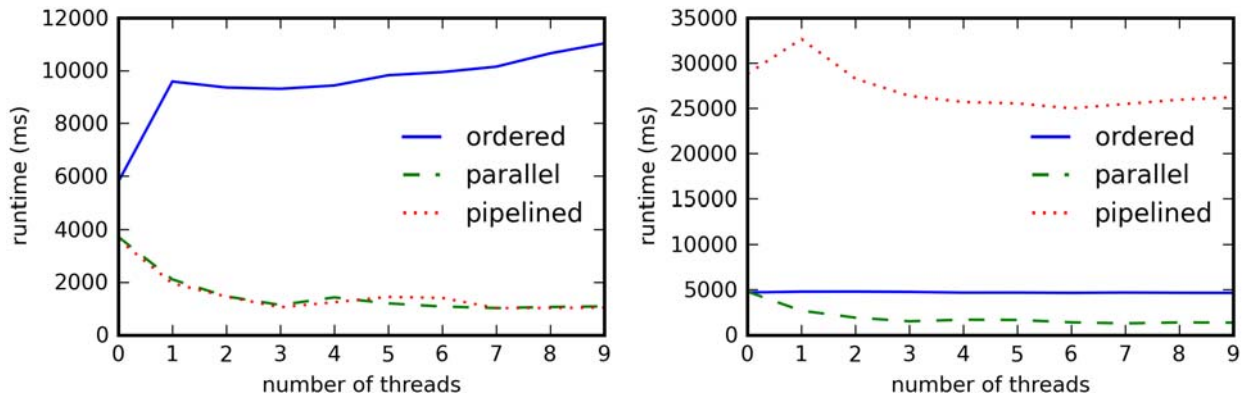 12000
10000
8000
6000
4000
2000
0
runtime (ms)
ordered
parallel
pipelined
0 1 2 3 4 5 6 7 8 9
number of threads
35000
30000
25000
20000
15000
10000
5000
0
runtime (ms)
ordered
parallel
pipelined
0 1 2 3 4 5 6 7 8 9
number of threads